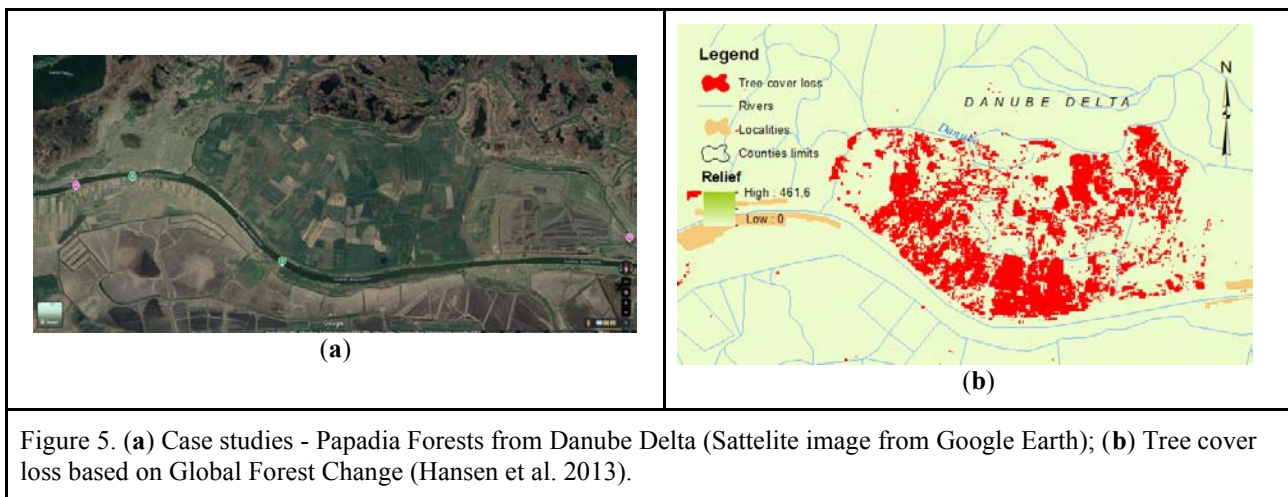 Google
(a)
Legend
Tree cover loss
Rivers
Localities
Counties limits
Relief
High : 461,6
Low : 0
N
DANUBE DELTA
Danube
(b)
Figure 5. (a) Case studies - Papadia Forests from Danube Delta (Sattelite image from Google Earth); (b) Tree cover
loss based on Global Forest Change (Hansen et al. 2013).